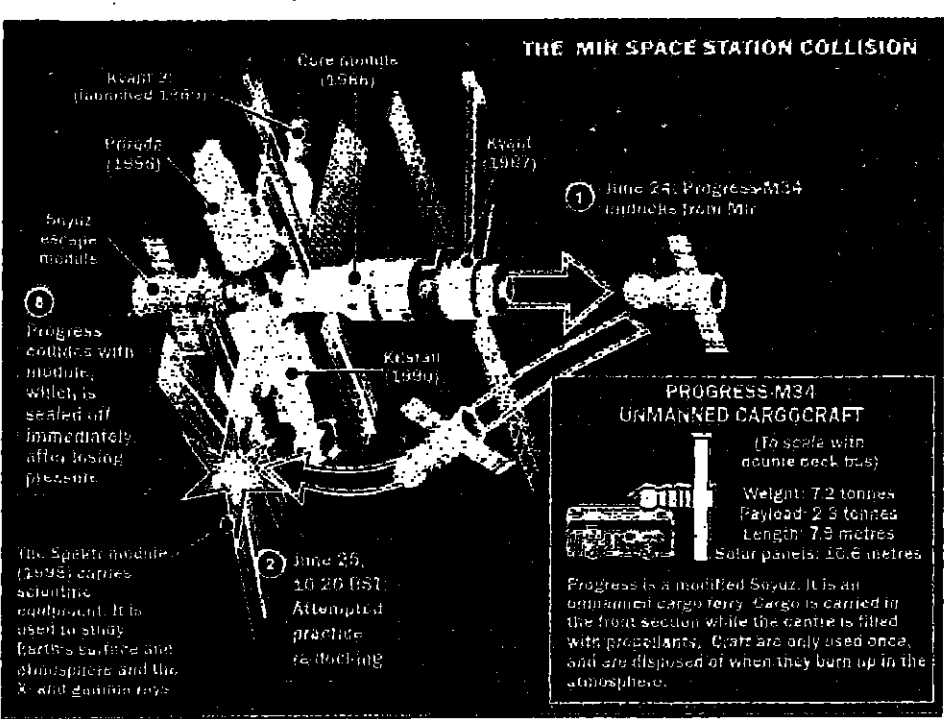 THE MIR SPACE STATION COLLISION
Kvant 2
(launched 1989)
Core module
(1986)
Priroda
(1996)
Kvant
(1987)
Soyuz
escape
module
1 June 24: Progress-M34
undocks from Mir
3
Progress
collides with
module,
which is
sealed off
immediately
after losing
pressure
Kristall
(1990)
The Spektr module
(1995) carries
scientific
equipment. It is
used to study
Earth's surface and
atmosphere and the
X- and gamma rays
2 June 25,
10.20 BST:
Attempted
practice
re-docking
PROGRESS-M34
UNMANNED CARGOCRAFT
(To scale with
double deck bus)
Weight: 7.2 tonnes
Payload: 2.3 tonnes
Length: 7.9 metres
Solar panels: 10.6 metres
Progress is a modified Soyuz. It is an
unmanned cargo ferry. Cargo is carried in
the front section while the centre is filled
with propellants. Craft are only used once,
and are disposed of when they burn up in the
atmosphere.